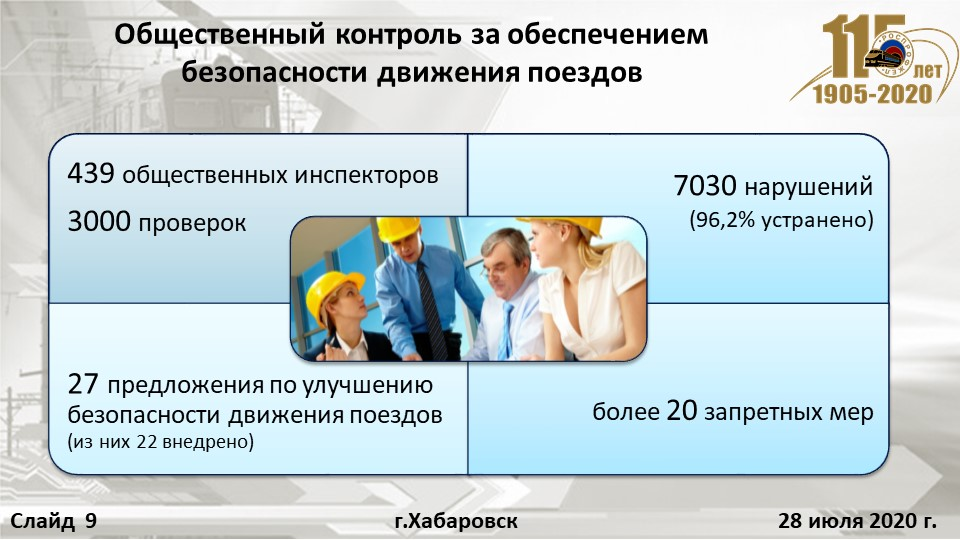 Общественный контроль за обеспечением
безопасности движения поездов
115 лет
РОСПРОФЖЕЛ
1905-2020
439 общественных инспекторов
3000 проверок
7030 нарушений
(96,2% устранено)
27 предложения по улучшению
безопасности движения поездов
(из них 22 внедрено)
более 20 запретных мер
Слайд 9
г.Хабаровск
28 июля 2020 г.